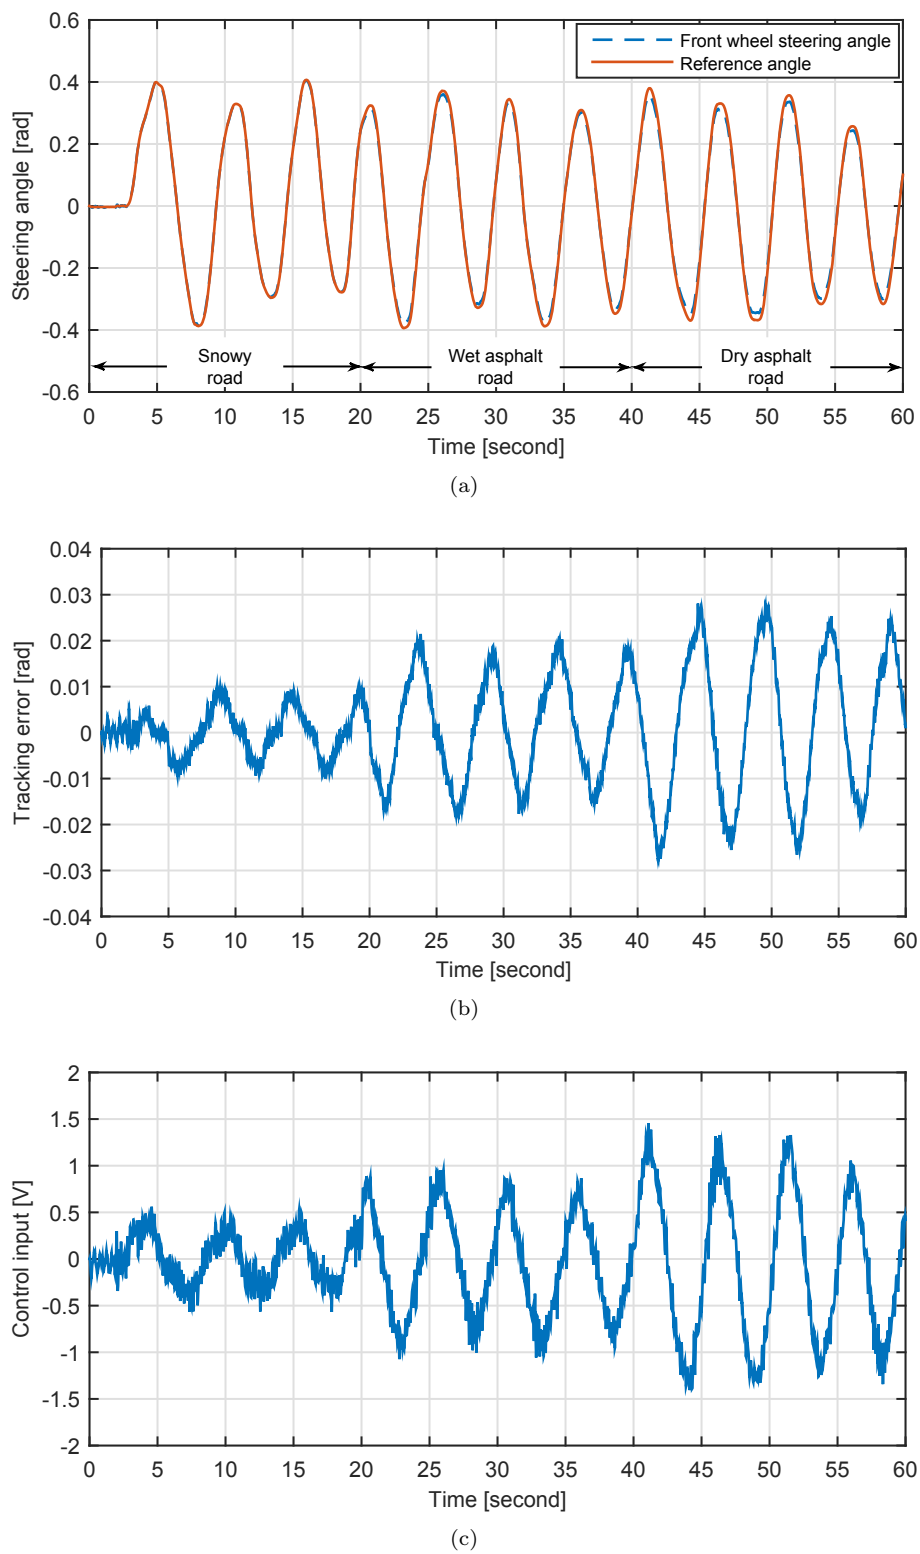 0.6
0.4
0.2
0
-0.2
-0.4
-0.6
Steering angle [rad]
Front wheel steering angle
Reference angle
Snowy
road
Wet asphalt
road
Dry asphalt
road
0 5 10 15 20 25 30 35 40 45 50 55 60
Time [second]
(a)
0.04
0.03
0.02
0.01
0
-0.01
-0.02
-0.03
-0.04
Tracking error [rad]
0 5 10 15 20 25 30 35 40 45 50 55 60
Time [second]
(b)
2
1.5
1
0.5
0
-0.5
-1
-1.5
-2
Control input [V]
0 5 10 15 20 25 30 35 40 45 50 55 60
Time [second]
(c)